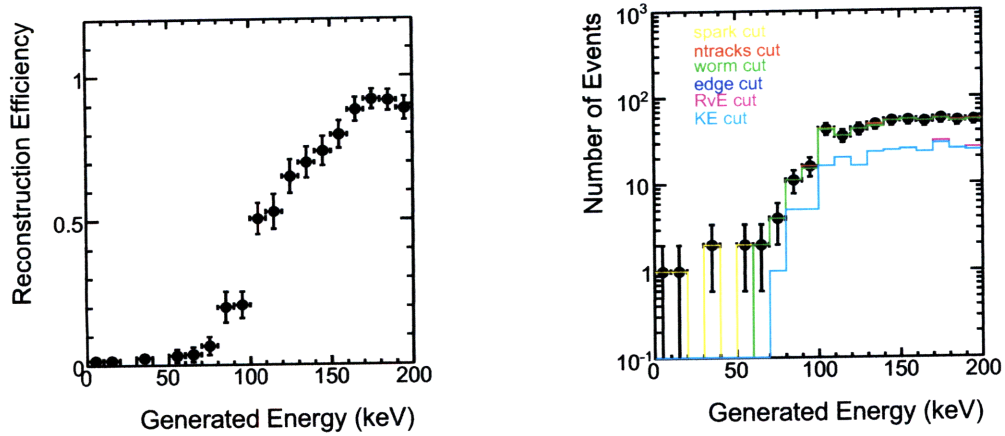 Reconstruction Efficiency
1
0.5
0
0
50
100
150
200
Generated Energy (keV)
Number of Events
10³
10²
10
1
10⁻¹
spark cut
ntracks cut
worm cut
edge cut
RvE cut
KE cut
0
50
100
150
200
Generated Energy (keV)